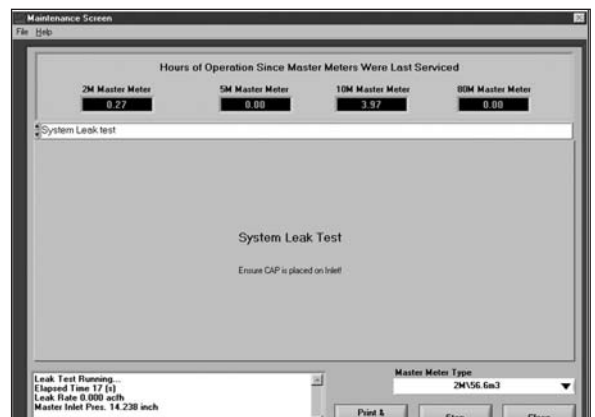 Maintenance Screen
File Help
Hours of Operation Since Master Meters Were Last Serviced
2M Master Meter 5M Master Meter 10M Master Meter 80M Master Meter
0.27 0.00 3.97 0.00
System Leak test
System Leak Test
Ensure CAP is placed on Inlet!
Leak Test Running...
Elapsed Time 17 (s)
Leak Rate 0.000 acfh
Master Inlet Pres. 14.238 inch
Master Meter Type
2M\56.6m3
Print &
Stop Close